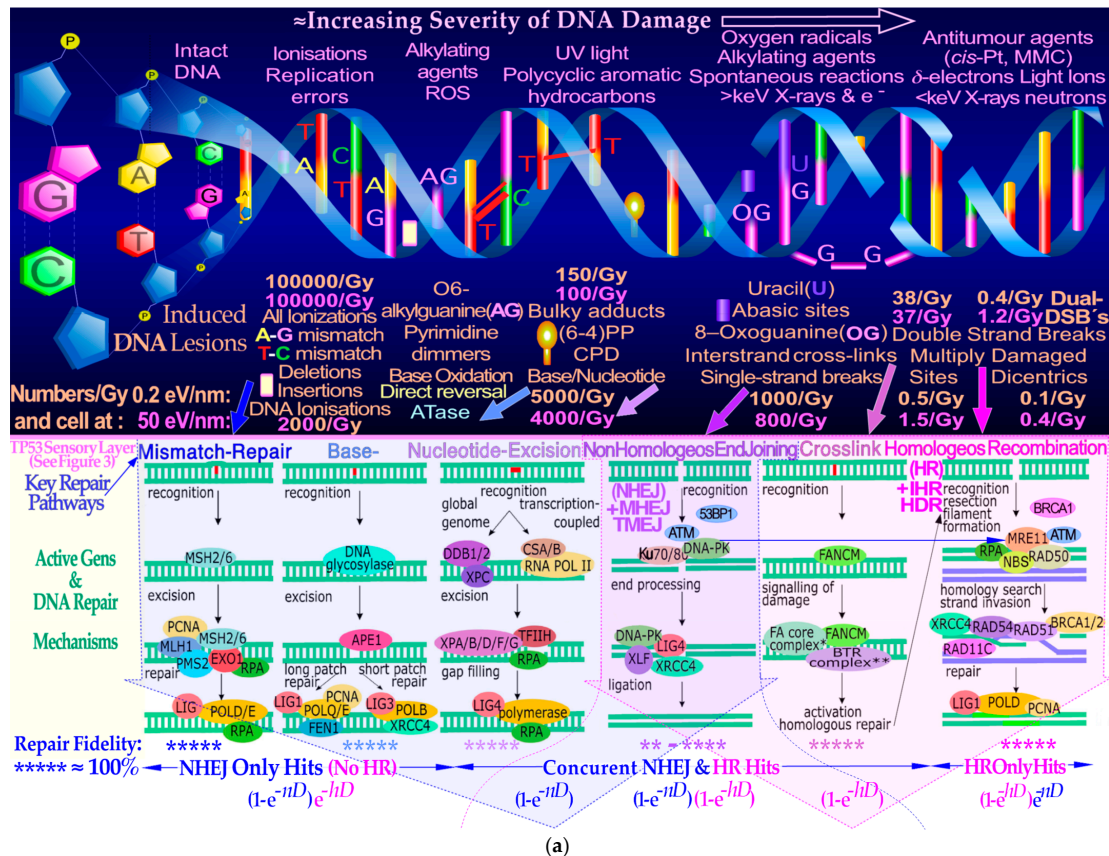 ≈Increasing Severity of DNA Damage
Intact
DNA
Ionisations
Replication
errors
Alkylating
agents
ROS
UV light
Polycyclic aromatic
hydrocarbons
Oxygen radicals
Alkylating agents
Spontaneous reactions
>keV X-rays & e⁻
Antitumour agents
(cis-Pt, MMC)
δ-electrons Light Ions
<keV X-rays neutrons
P
P
P
P
P
G
C
A
T
C
G
A
T
A
C
T
A
G
AG
T
C
T
T
OG
U
G
G
G
Induced
DNA Lesions
100000/Gy
100000/Gy
All Ionizations
A-G mismatch
T-C mismatch
Deletions
Insertions
DNA Ionisations
2000/Gy
O6-
alkylguanine(AG)
Pyrimidine
dimmers
Base Oxidation
Direct reversal
ATase
150/Gy
100/Gy
Bulky adducts
(6-4)PP
CPD
Base/Nucleotide
5000/Gy
4000/Gy
Uracil(U)
Abasic sites
8–Oxoguanine(OG)
Interstrand cross-links
Single-strand breaks
1000/Gy
800/Gy
38/Gy
37/Gy
0.4/Gy
1.2/Gy
Dual-
DSB´s
Double Strand Breaks
Multiply Damaged
Sites
0.5/Gy
1.5/Gy
Dicentrics
0.1/Gy
0.4/Gy
Numbers/Gy 0.2 eV/nm:
and cell at : 50 eV/nm:
TP53 Sensory Layer
(See Figure 3)
Key Repair
Pathways
Active Gens
&
DNA Repair
Mechanisms
Mismatch-Repair
recognition
MSH2/6
excision
PCNA
MSH2/6
MLH1
PMS2
EXO1
RPA
LIG
POLD/E
RPA
Base-
recognition
DNA
glycosylase
excision
APE1
long patch
repair
short patch
repair
LIG1
PCNA
POLQ/E
FEN1
LIG3
POLB
XRCC4
Nucleotide-Excision
recognition
global
genome
transcription-
coupled
DDB1/2
XPC
CSA/B
RNA POL II
excision
XPA/B/D/F/G
TFIIH
RPA
gap filling
LIG4
polymerase
RPA
NonHomologeosEndJoining
(NHEJ)
+MHEJ
TMEJ
recognition
53BP1
ATM
Ku70/80
DNA-PK
end processing
DNA-PK
LIG4
XLF
XRCC4
ligation
Crosslink
recognition
FANCM
signalling of
damage
FA core
complex*
FANCM
BTR
complex**
activation
homologous repair
Homologeos Recombination
(HR)
+IHR
HDR
recognition
resection
filament
formation
BRCA1
MRE11
ATM
RPA
NBS
RAD50
homology search
strand invasion
XRCC4
RAD54
RAD51
BRCA1/2
RAD11C
repair
LIG1
POLD
PCNA
Repair Fidelity:
***** ≈ 100%
*****
*****
*****
** - ****
*****
*****
NHEJ Only Hits (No HR)
Concurent NHEJ & HR Hits
HROnlyHits
(1-e^-nD)e^-hD
(1-e^-nD)
(1-e^-nD)(1-e^-hD)
(1-e^-hD)
(1-e^-hD)e^-nD
(a)